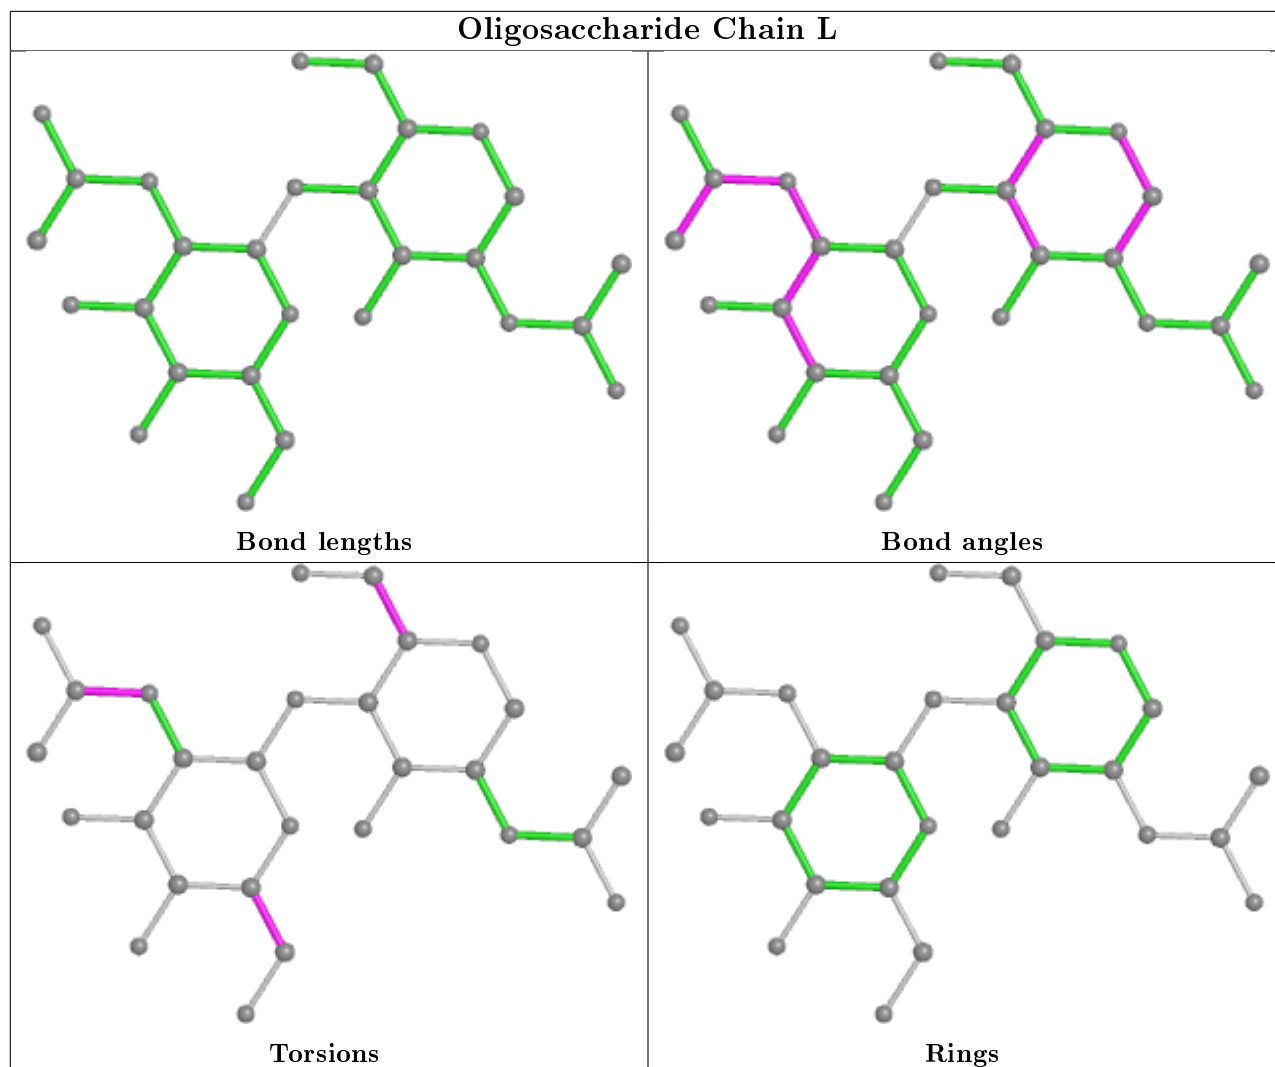 Oligosaccharide Chain L
Bond lengths
Bond angles
Torsions
Rings